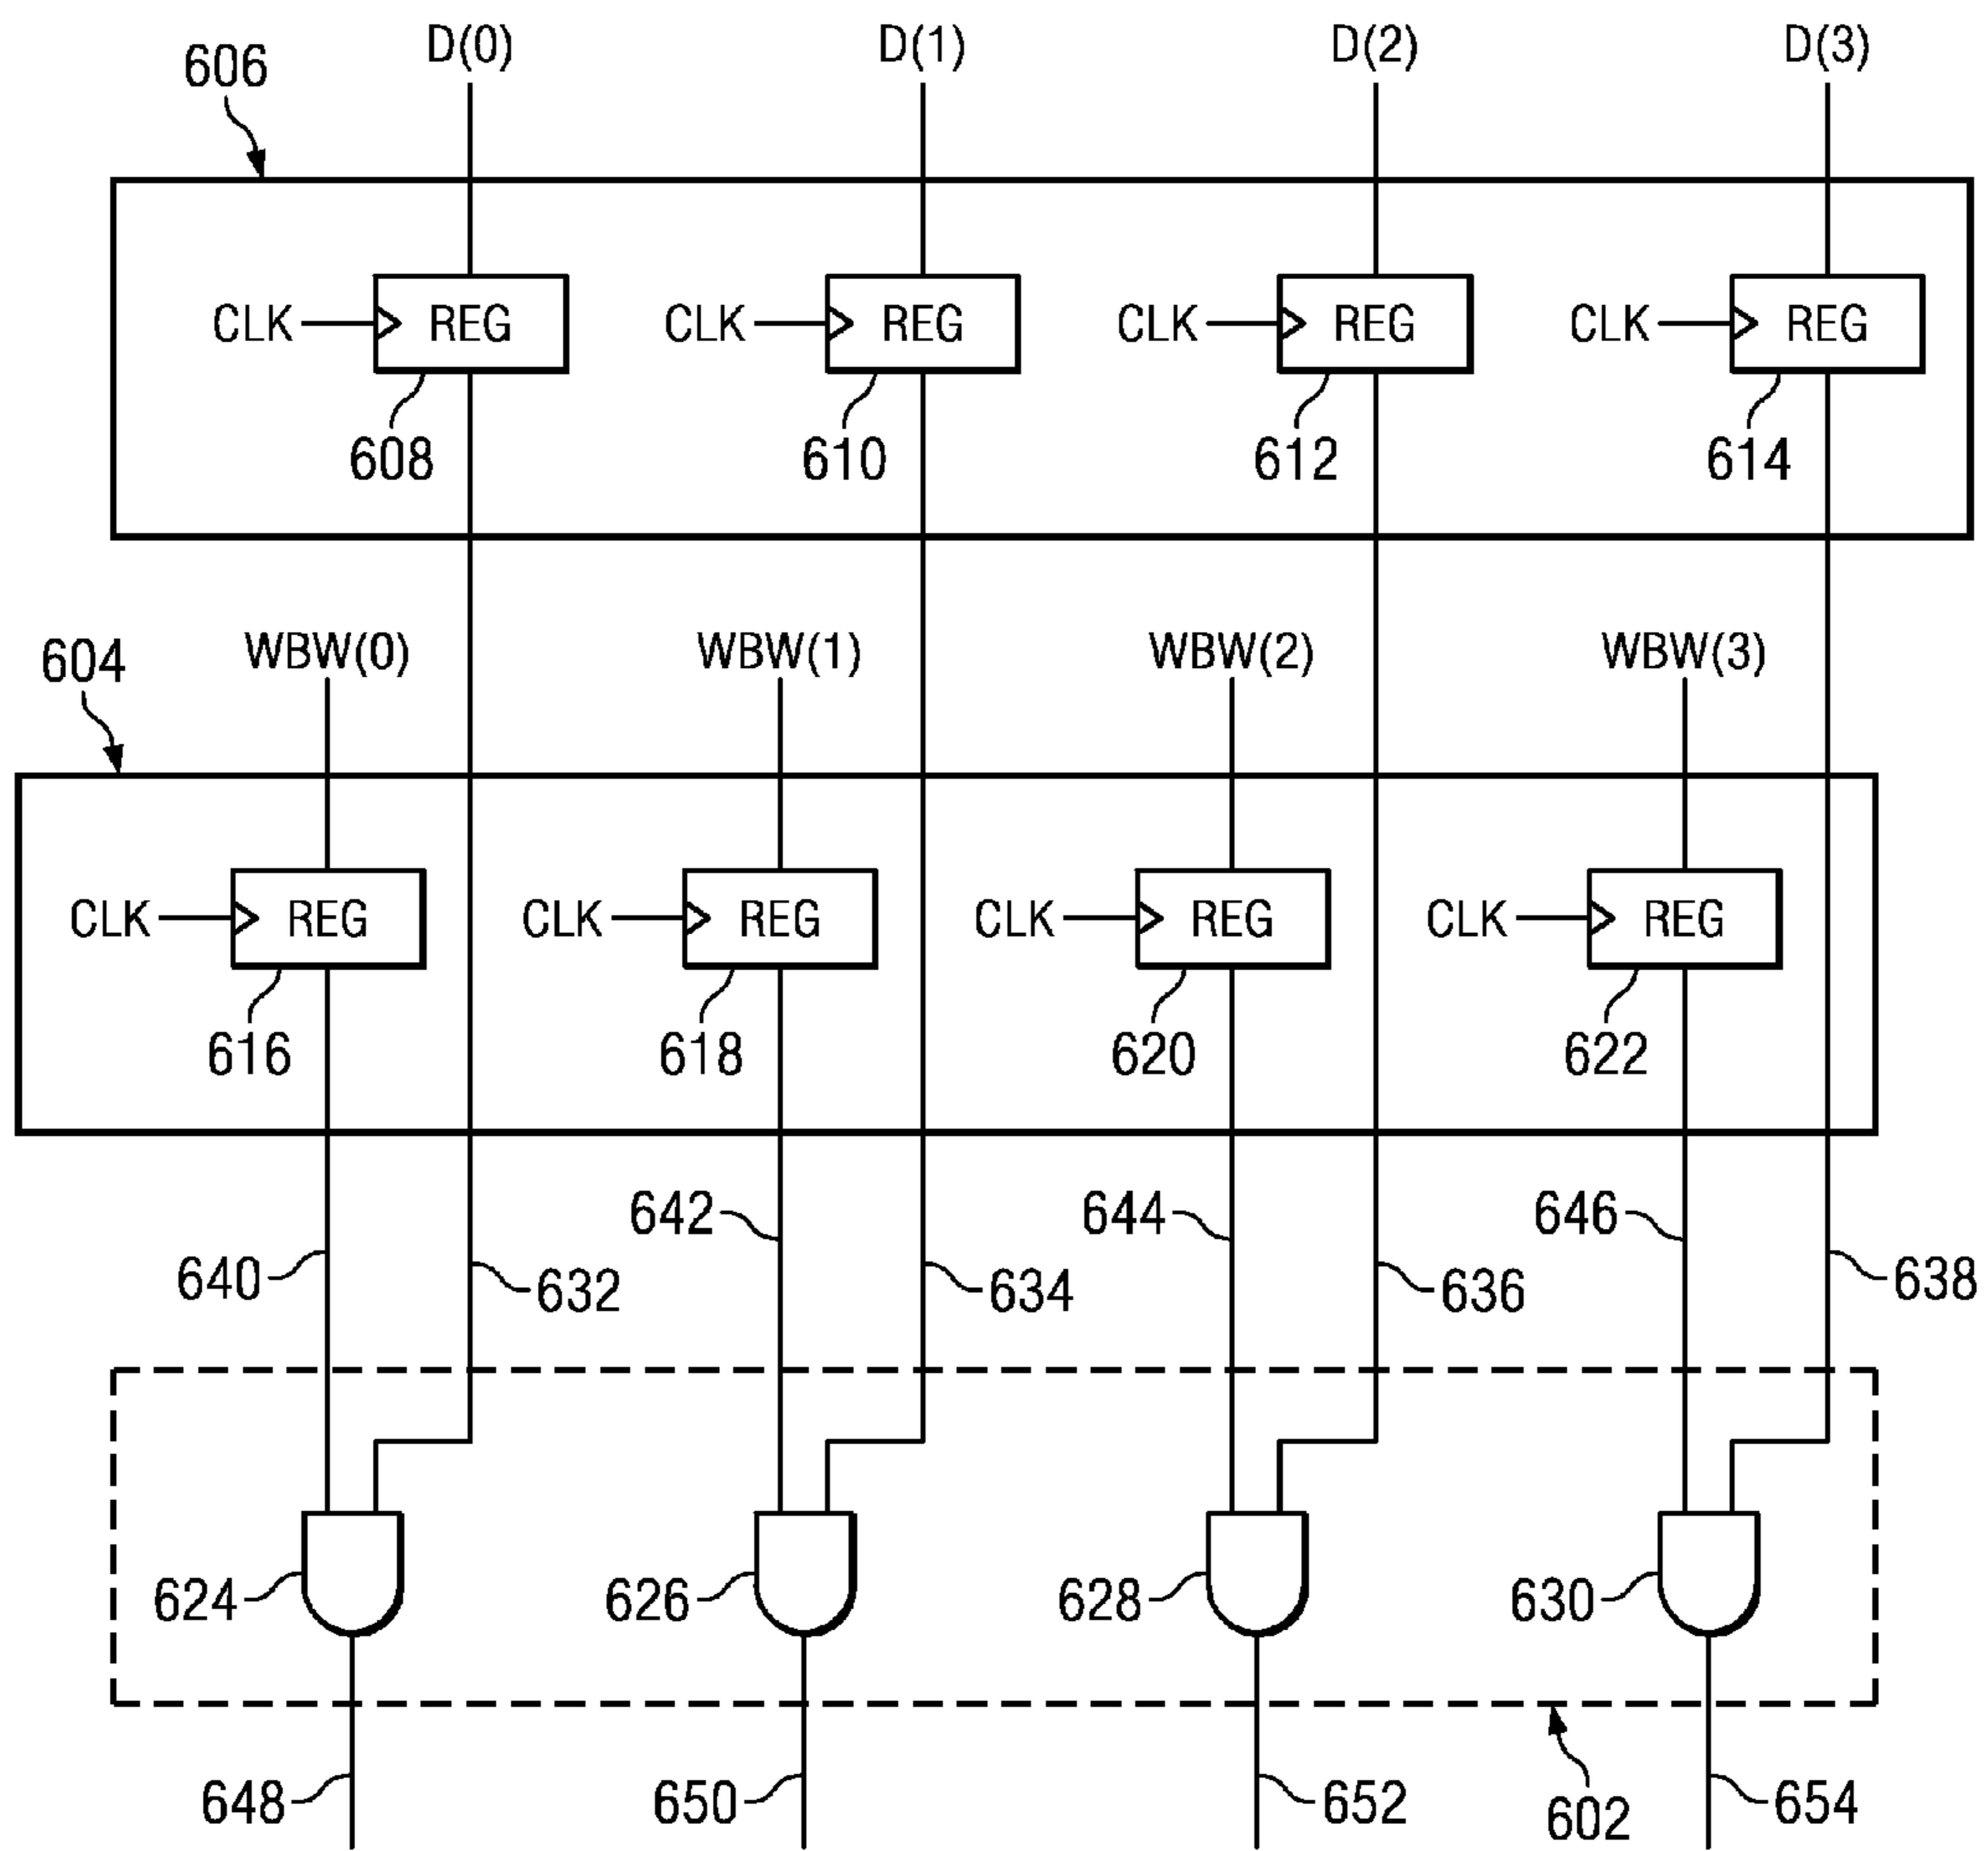 606 D(0) D(1) D(2) D(3)
CLK REG CLK REG CLK REG CLK REG
608 610 612 614
604 WBW(0) WBW(1) WBW(2) WBW(3)
CLK REG CLK REG CLK REG CLK REG
616 618 620 622
642 644 646
640 632 634 636 638
624 626 628 630
648 650 652 602 654